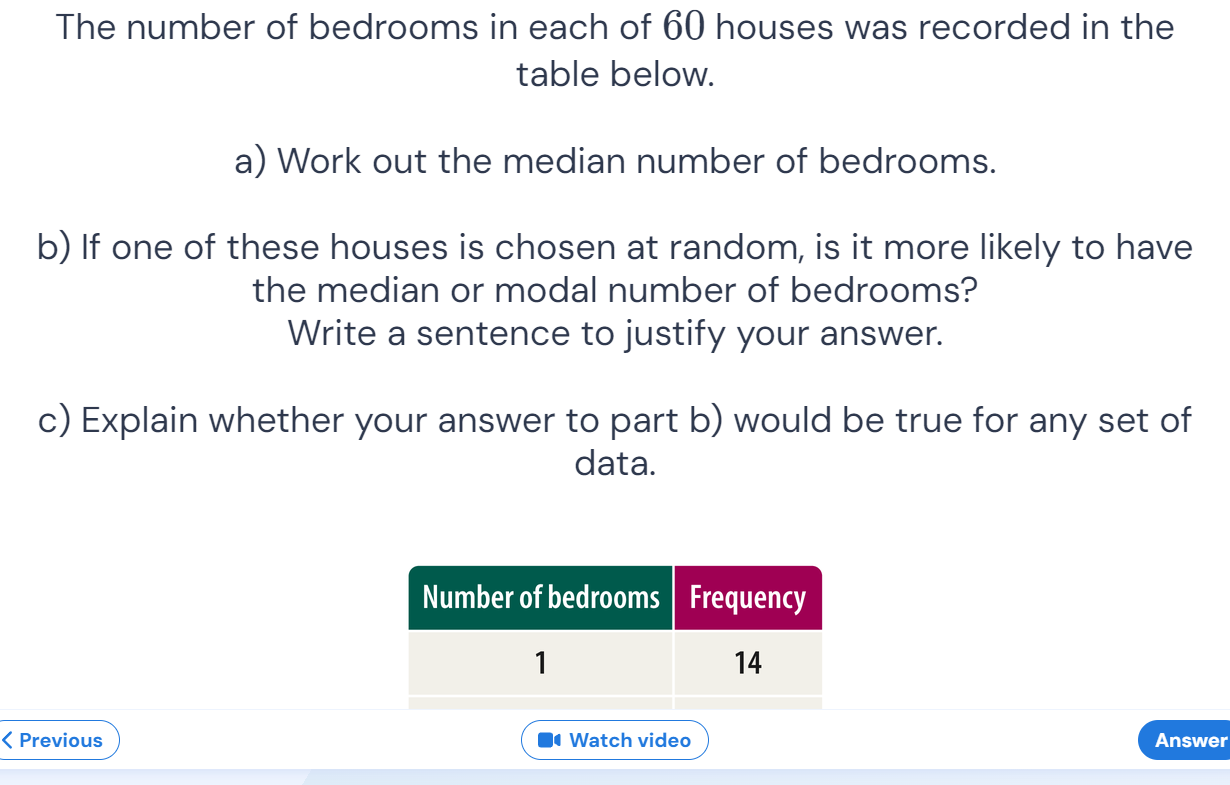 The number of bedrooms in each of 60 houses was recorded in the
table below.
a) Work out the median number of bedrooms.
b) If one of these houses is chosen at random, is it more likely to have
the median or modal number of bedrooms?
Write a sentence to justify your answer.
c) Explain whether your answer to part b) would be true for any set of
data.
Number of bedrooms Frequency
1 14
< Previous Watch video Answer